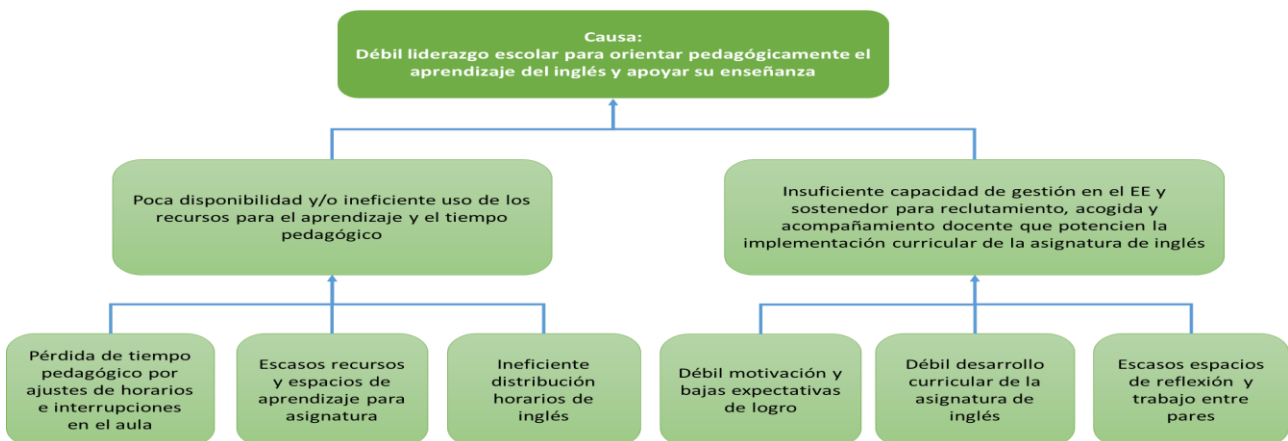 Causa:
Débil liderazgo escolar para orientar pedagógicamente el
aprendizaje del inglés y apoyar su enseñanza
Poca disponibilidad y/o ineficiente uso de los
recursos para el aprendizaje y el tiempo
pedagógico
Insuficiente capacidad de gestión en el EE y
sostenedor para reclutamiento, acogida y
acompañamiento docente que potencien la
implementación curricular de la asignatura de inglés
Pérdida de tiempo
pedagógico por
ajustes de horarios
e interrupciones
en el aula
Escasos recursos
y espacios de
aprendizaje para
asignatura
Ineficiente
distribución
horarios de
inglés
Débil motivación y
bajas expectativas
de logro
Débil desarrollo
curricular de la
asignatura de
inglés
Escasos espacios
de reflexión y
trabajo entre
pares